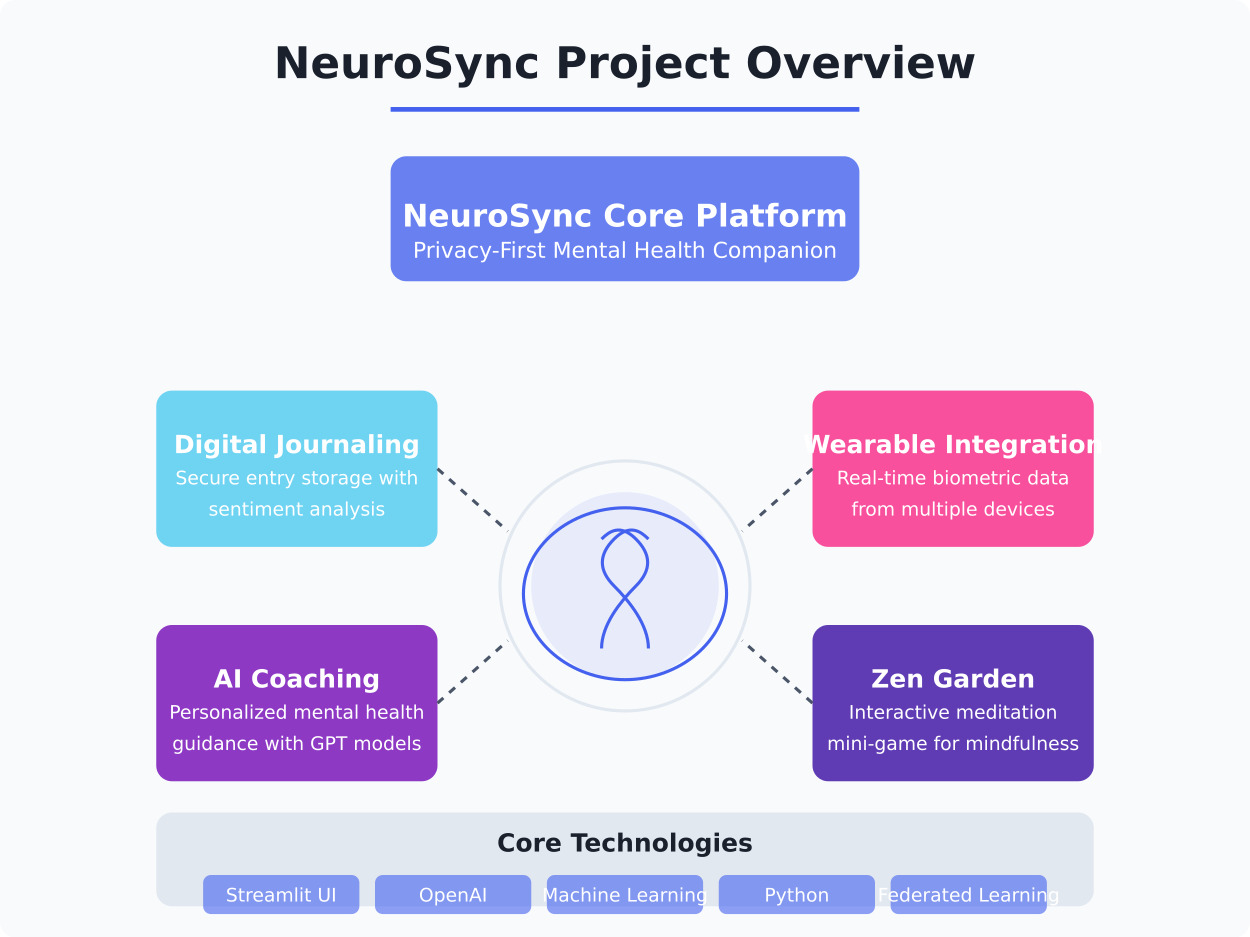 NeuroSync Project Overview
NeuroSync Core Platform
Privacy-First Mental Health Companion
Digital Journaling
Secure entry storage with
sentiment analysis
Wearable Integration
Real-time biometric data
from multiple devices
AI Coaching
Personalized mental health
guidance with GPT models
Zen Garden
Interactive meditation
mini-game for mindfulness
Core Technologies
Streamlit UI
OpenAI
Machine Learning
Python
Federated Learning